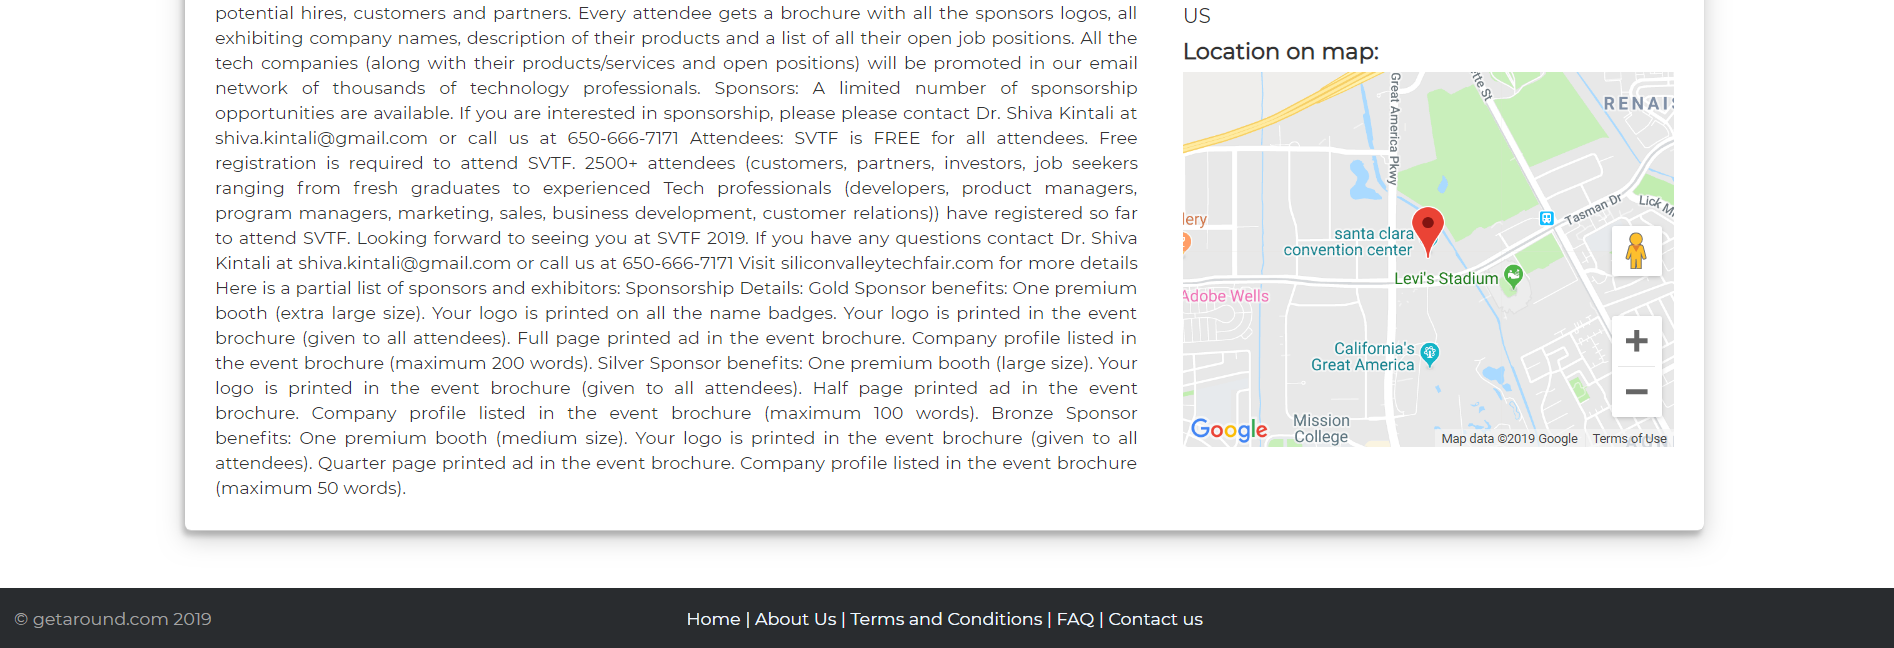 potential hires, customers and partners. Every attendee gets a brochure with all the sponsors logos, all
exhibiting company names, description of their products and a list of all their open job positions. All the
tech companies (along with their products/services and open positions) will be promoted in our email
network of thousands of technology professionals. Sponsors: A limited number of sponsorship
opportunities are available. If you are interested in sponsorship, please please contact Dr. Shiva Kintali at
shiva.kintali@gmail.com or call us at 650-666-7171 Attendees: SVTF is FREE for all attendees. Free
registration is required to attend SVTF. 2500+ attendees (customers, partners, investors, job seekers
ranging from fresh graduates to experienced Tech professionals (developers, product managers,
program managers, marketing, sales, business development, customer relations)) have registered so far
to attend SVTF. Looking forward to seeing you at SVTF 2019. If you have any questions contact Dr. Shiva
Kintali at shiva.kintali@gmail.com or call us at 650-666-7171 Visit siliconvalleytechfair.com for more details
Here is a partial list of sponsors and exhibitors: Sponsorship Details: Gold Sponsor benefits: One premium
booth (extra large size). Your logo is printed on all the name badges. Your logo is printed in the event
brochure (given to all attendees). Full page printed ad in the event brochure. Company profile listed in
the event brochure (maximum 200 words). Silver Sponsor benefits: One premium booth (large size). Your
logo is printed in the event brochure (given to all attendees). Half page printed ad in the event
brochure. Company profile listed in the event brochure (maximum 100 words). Bronze Sponsor
benefits: One premium booth (medium size). Your logo is printed in the event brochure (given to all
attendees). Quarter page printed ad in the event brochure. Company profile listed in the event brochure
(maximum 50 words).
US
Location on map:
Great America Pkwy
tte St
RENAIS
Tasman Dr
Lick M
lery
santa clara
convention center
Levi's Stadium
Adobe Wells
California's
Great America
Mission
College
Google
Map data ©2019 Google
Terms of Use
© getaround.com 2019
Home | About Us | Terms and Conditions | FAQ | Contact us